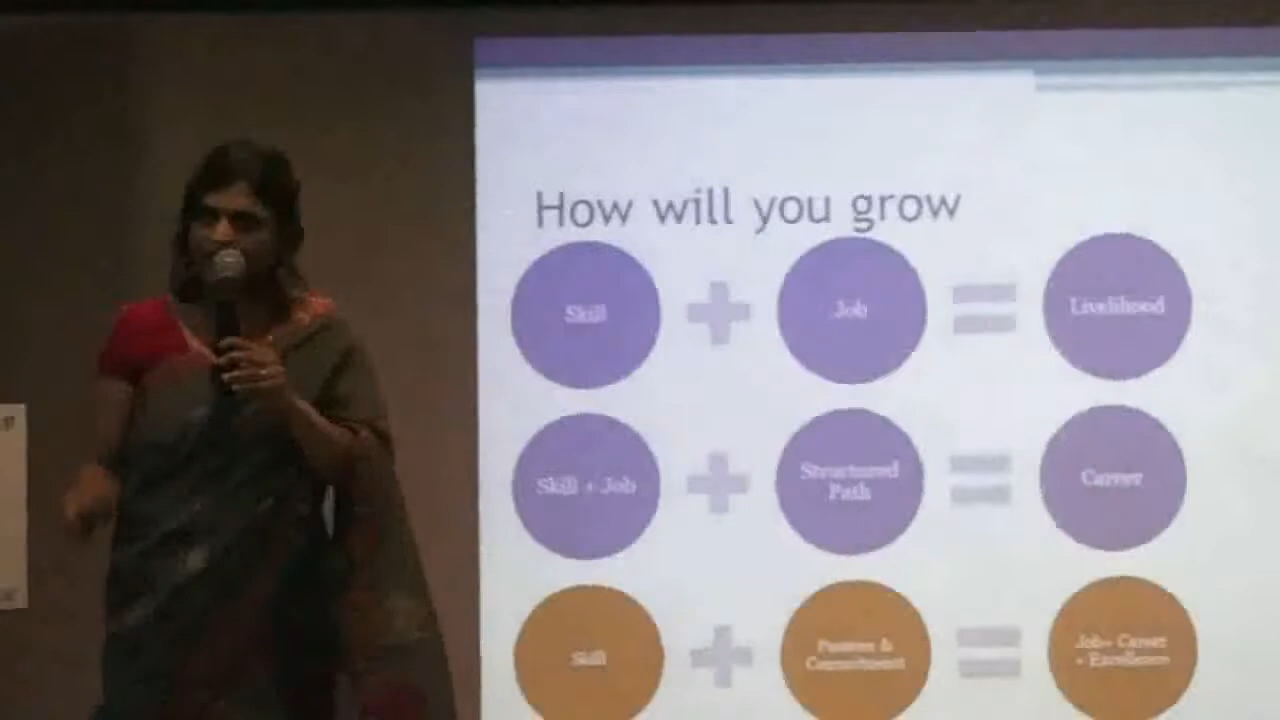 How will you grow
Skill
Job
Livelihood
Skill + Job
Structured
Path
Career
Skill
Passion &
Commitment
Job+ Career
+ Excellence